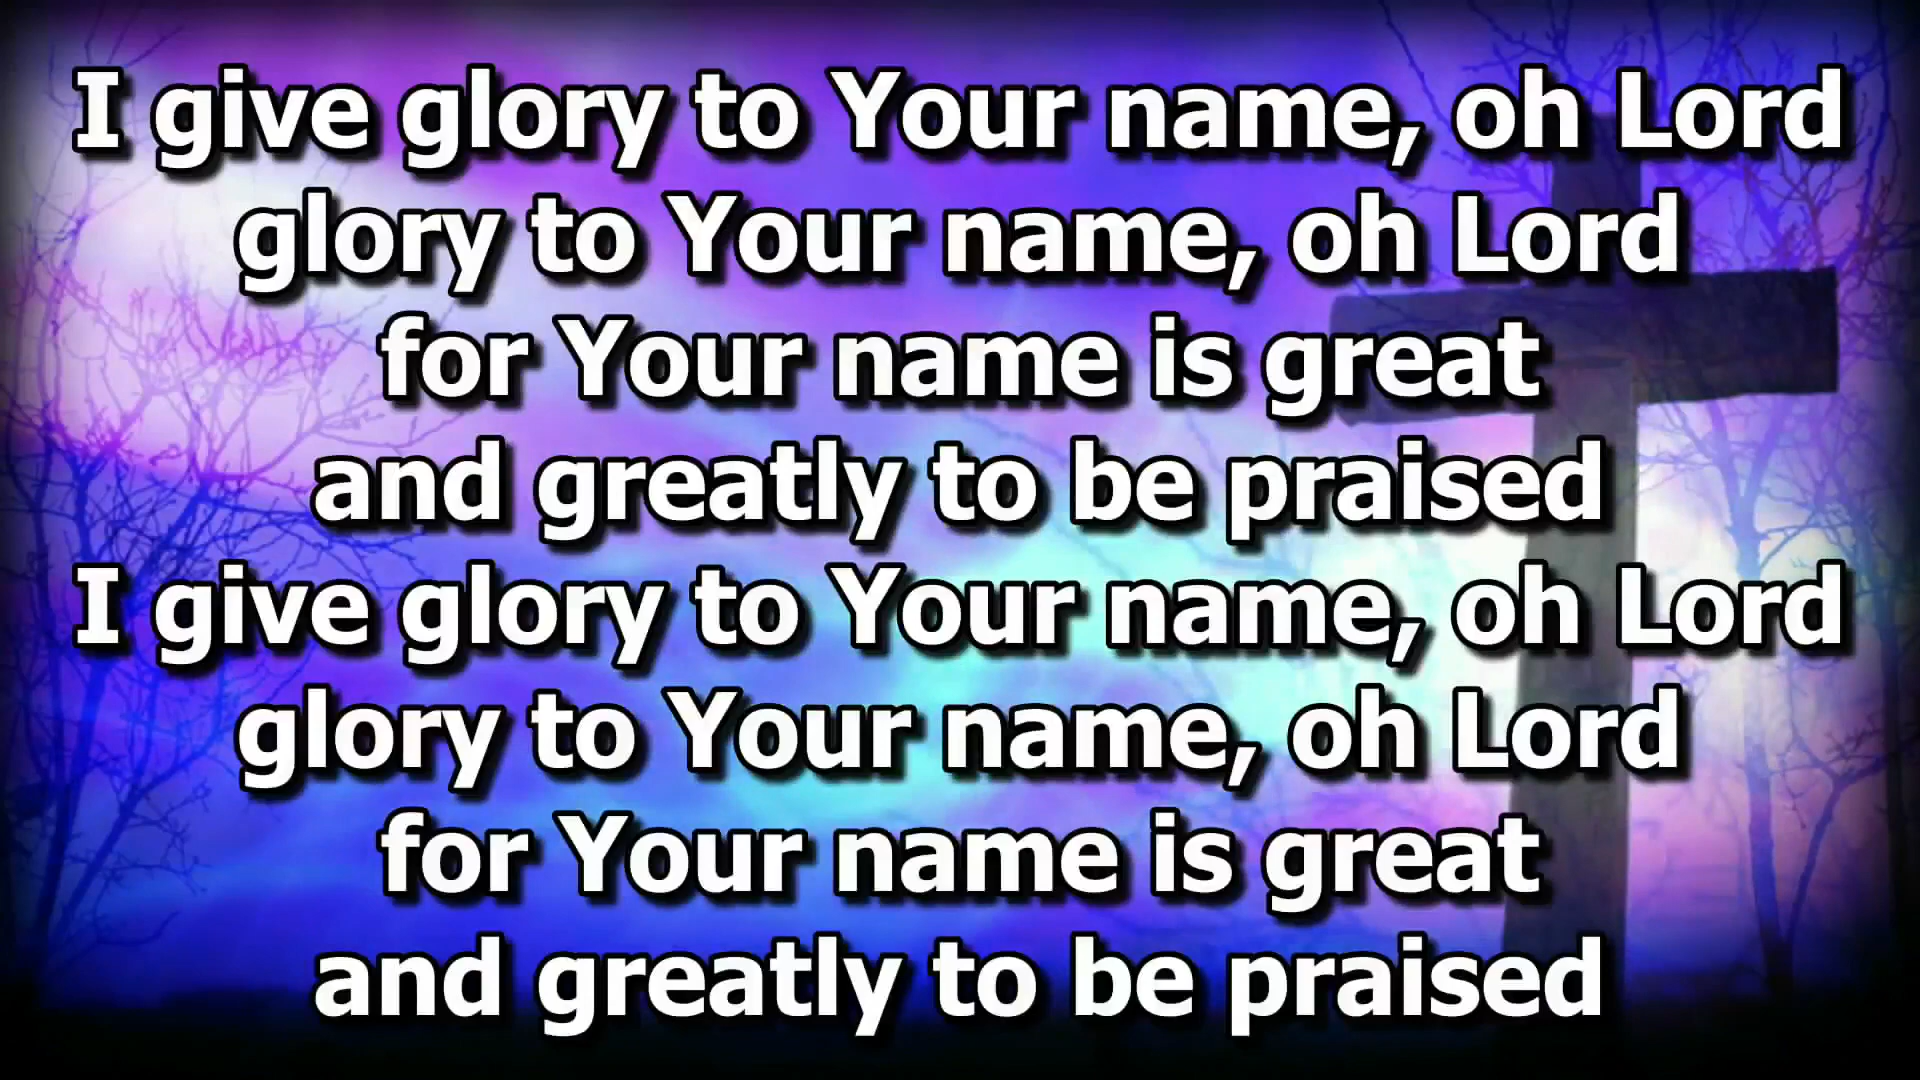 I give glory to Your name, oh Lord
glory to Your name, oh Lord
for Your name is great
and greatly to be praised
I give glory to Your name, oh Lord
glory to Your name, oh Lord
for Your name is great
and greatly to be praised